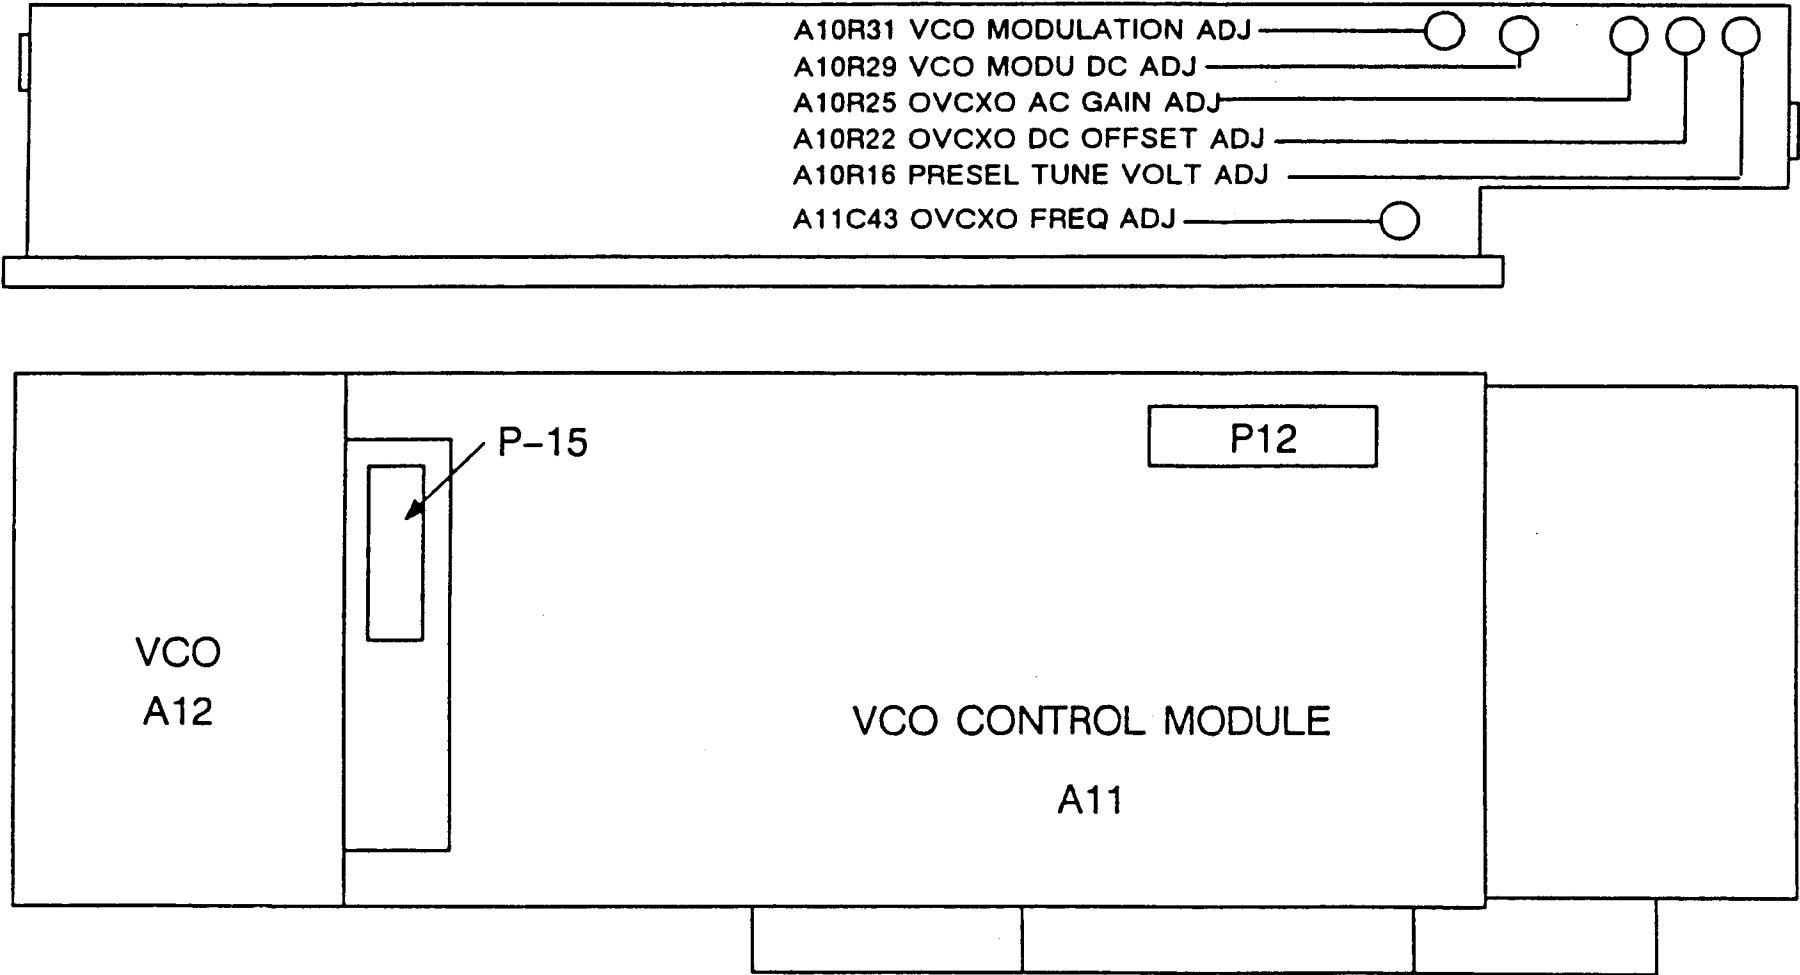 A10R31 VCO MODULATION ADJ
A10R29 VCO MODU DC ADJ
A10R25 OVCXO AC GAIN ADJ
A10R22 OVCXO DC OFFSET ADJ
A10R16 PRESEL TUNE VOLT ADJ
A11C43 OVCXO FREQ ADJ
P-15
P12
VCO
A12
VCO CONTROL MODULE
A11